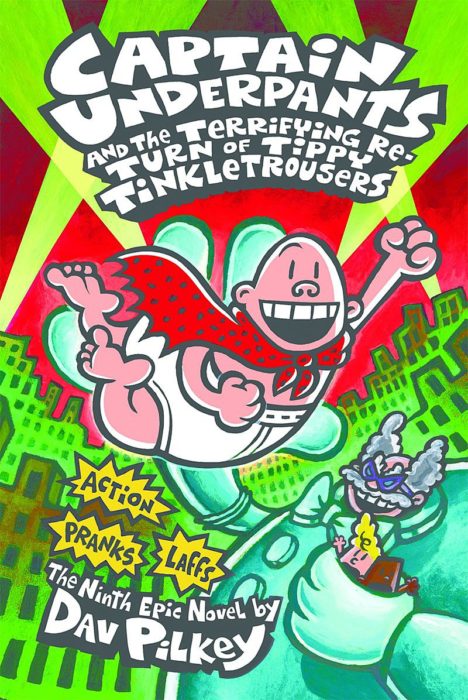 CAPTAIN
UNDERPANTS
AND THE TERRIFYING RE-
TURN OF TIPPY
TINKLETROUSERS
ACTION
PRANKS
LAFFS
The Ninth Epic Novel by
DAV PILKEY